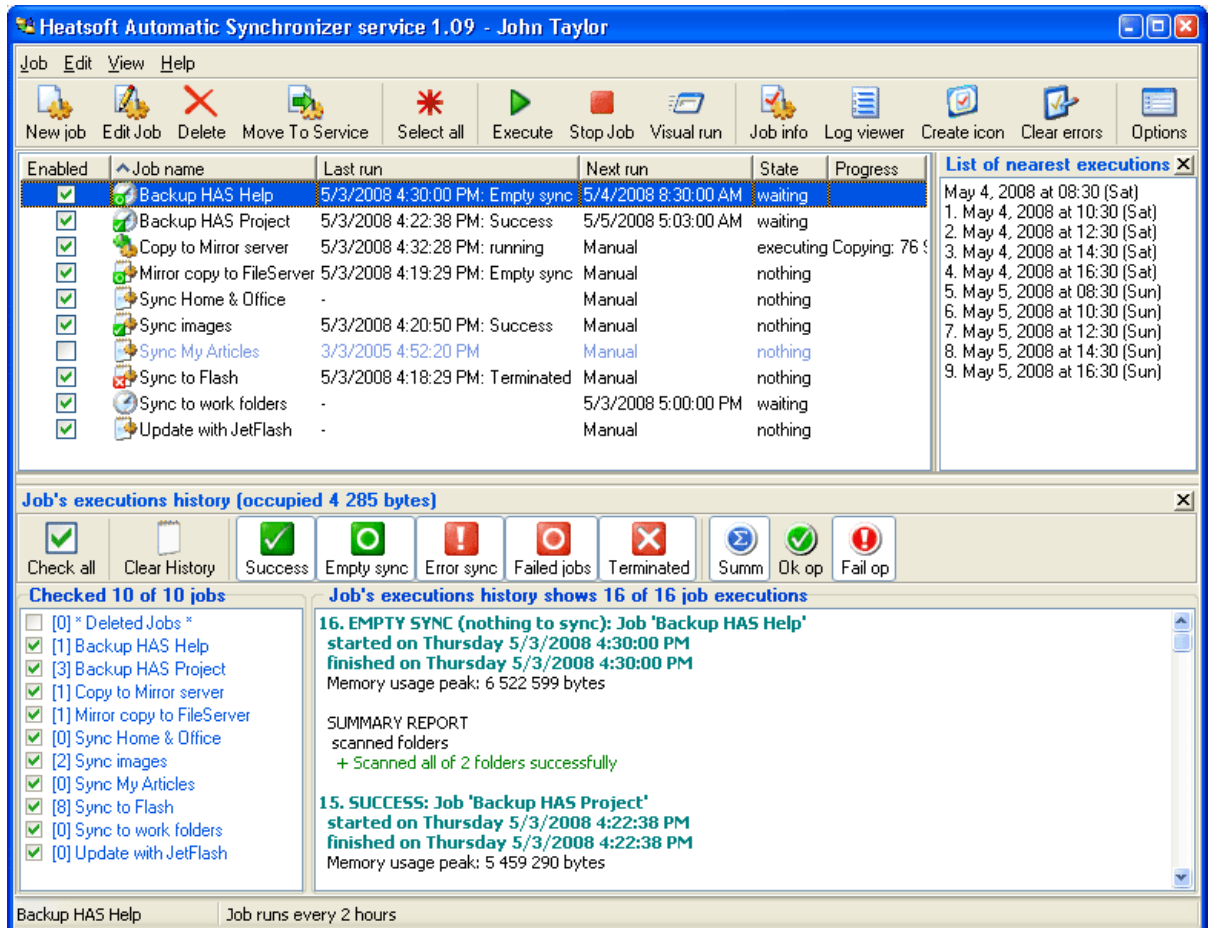 Heatsoft Automatic Synchronizer service 1.09 - John Taylor
Job Edit View Help
New job Edit Job Delete Move To Service Select all Execute Stop Job Visual run Job info Log viewer Create icon Clear errors Options
Enabled Job name Last run Next run State Progress
Backup HAS Help 5/3/2008 4:30:00 PM: Empty sync 5/4/2008 8:30:00 AM waiting
Backup HAS Project 5/3/2008 4:22:38 PM: Success 5/5/2008 5:03:00 AM waiting
Copy to Mirror server 5/3/2008 4:32:28 PM: running Manual executing Copying: 76
Mirror copy to FileServer 5/3/2008 4:19:29 PM: Empty sync Manual nothing
Sync Home & Office - Manual nothing
Sync images 5/3/2008 4:20:50 PM: Success Manual nothing
Sync My Articles 3/3/2005 4:52:20 PM Manual nothing
Sync to Flash 5/3/2008 4:18:29 PM: Terminated Manual nothing
Sync to work folders - 5/3/2008 5:00:00 PM waiting
Update with JetFlash - Manual nothing
List of nearest executions
May 4, 2008 at 08:30 (Sat)
1. May 4, 2008 at 10:30 (Sat)
2. May 4, 2008 at 12:30 (Sat)
3. May 4, 2008 at 14:30 (Sat)
4. May 4, 2008 at 16:30 (Sat)
5. May 5, 2008 at 08:30 (Sun)
6. May 5, 2008 at 10:30 (Sun)
7. May 5, 2008 at 12:30 (Sun)
8. May 5, 2008 at 14:30 (Sun)
9. May 5, 2008 at 16:30 (Sun)
Job's executions history (occupied 4 285 bytes)
Check all Clear History Success Empty sync Error sync Failed jobs Terminated Summ Ok op Fail op
Checked 10 of 10 jobs
[0] * Deleted Jobs *
[1] Backup HAS Help
[3] Backup HAS Project
[1] Copy to Mirror server
[1] Mirror copy to FileServer
[0] Sync Home & Office
[2] Sync images
[0] Sync My Articles
[8] Sync to Flash
[0] Sync to work folders
[0] Update with JetFlash
Job's executions history shows 16 of 16 job executions
16. EMPTY SYNC (nothing to sync): Job 'Backup HAS Help'
started on Thursday 5/3/2008 4:30:00 PM
finished on Thursday 5/3/2008 4:30:00 PM
Memory usage peak: 6 522 599 bytes
SUMMARY REPORT
scanned folders
+ Scanned all of 2 folders successfully
15. SUCCESS: Job 'Backup HAS Project'
started on Thursday 5/3/2008 4:22:38 PM
finished on Thursday 5/3/2008 4:22:38 PM
Memory usage peak: 5 459 290 bytes
Backup HAS Help Job runs every 2 hours